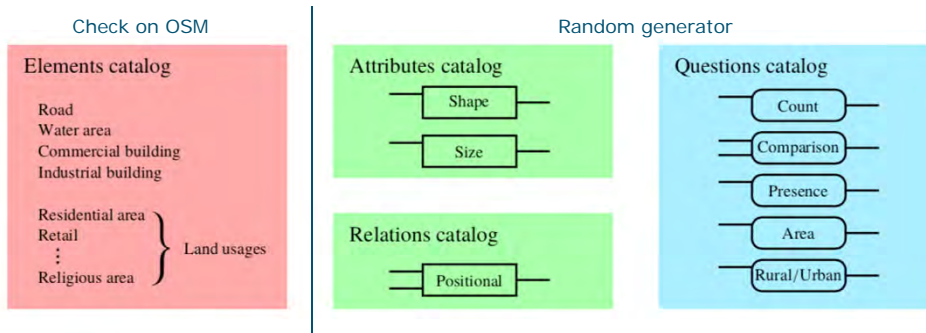 Check on OSM
Random generator
Elements catalog
Road
Water area
Commercial building
Industrial building
Residential area
Retail
⋮
Religious area
Land usages
Attributes catalog
Shape
Size
Relations catalog
Positional
Questions catalog
Count
Comparison
Presence
Area
Rural/Urban